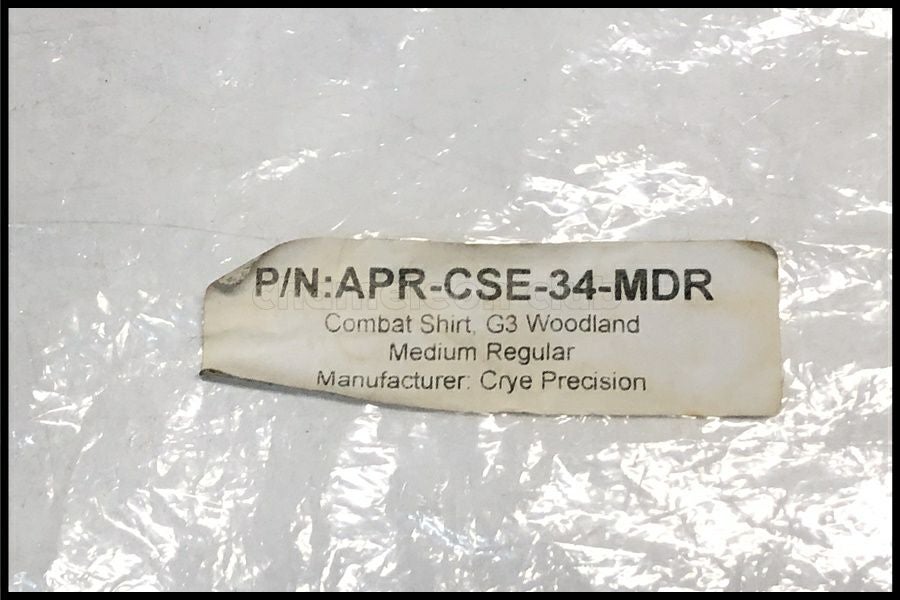 P/N:APR-CSE-34-MDR
Combat Shirt, G3 Woodland
Medium Regular
Manufacturer: Crye Precision